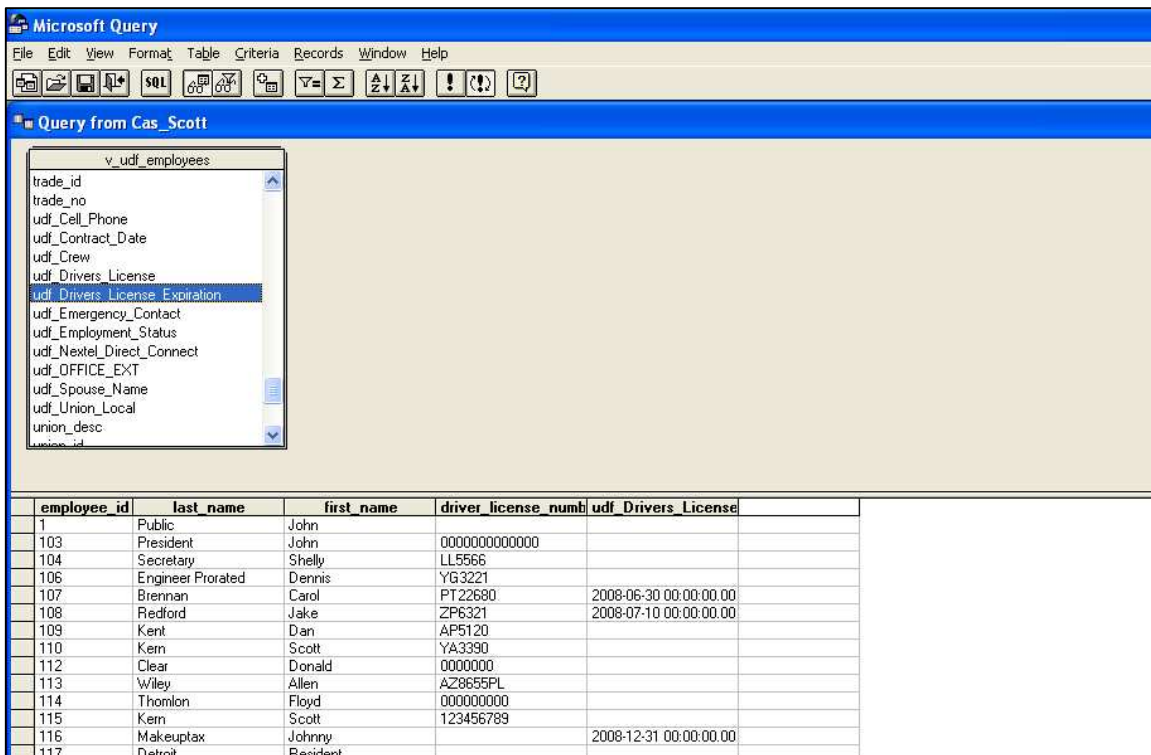 Microsoft Query
File Edit View Format Table Criteria Records Window Help
SQL
Query from Cas_Scott
v_udf_employees
trade_id
trade_no
udf_Cell_Phone
udf_Contract_Date
udf_Crew
udf_Drivers_License
udf_Drivers_License_Expiration
udf_Emergency_Contact
udf_Employment_Status
udf_Nextel_Direct_Connect
udf_OFFICE_EXT
udf_Spouse_Name
udf_Union_Local
union_desc
union_id
employee_id last_name first_name driver_license_numb udf_Drivers_License
1 Public John
103 President John 0000000000000
104 Secretary Shelly LL5566
106 Engineer Prorated Dennis YG3221
107 Brennan Carol PT22680 2008-06-30 00:00:00.00
108 Redford Jake ZP6321 2008-07-10 00:00:00.00
109 Kent Dan AP5120
110 Kern Scott YA3390
112 Clear Donald 0000000
113 Wiley Allen AZ8655PL
114 Thomlon Floyd 000000000
115 Kern Scott 123456789
116 Makeuptax Johnny 2008-12-31 00:00:00.00
117 Detroit Resident